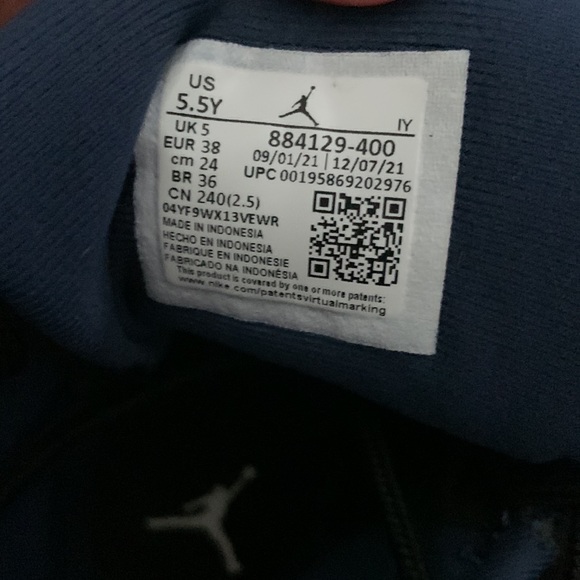 US
5.5Y
IY
UK 5
EUR 38
cm 24
BR 36
CN 240(2.5)
884129-400
09/01/21 | 12/07/21
UPC 00195869202976
04YF9WX13VEWR
MADE IN INDONESIA
HECHO EN INDONESIA
FABRIQUE EN INDONESIE
FABRICADO NA INDONÉSIA
This product is covered by one or more patents:
www.nike.com/patentsvirtualmarking